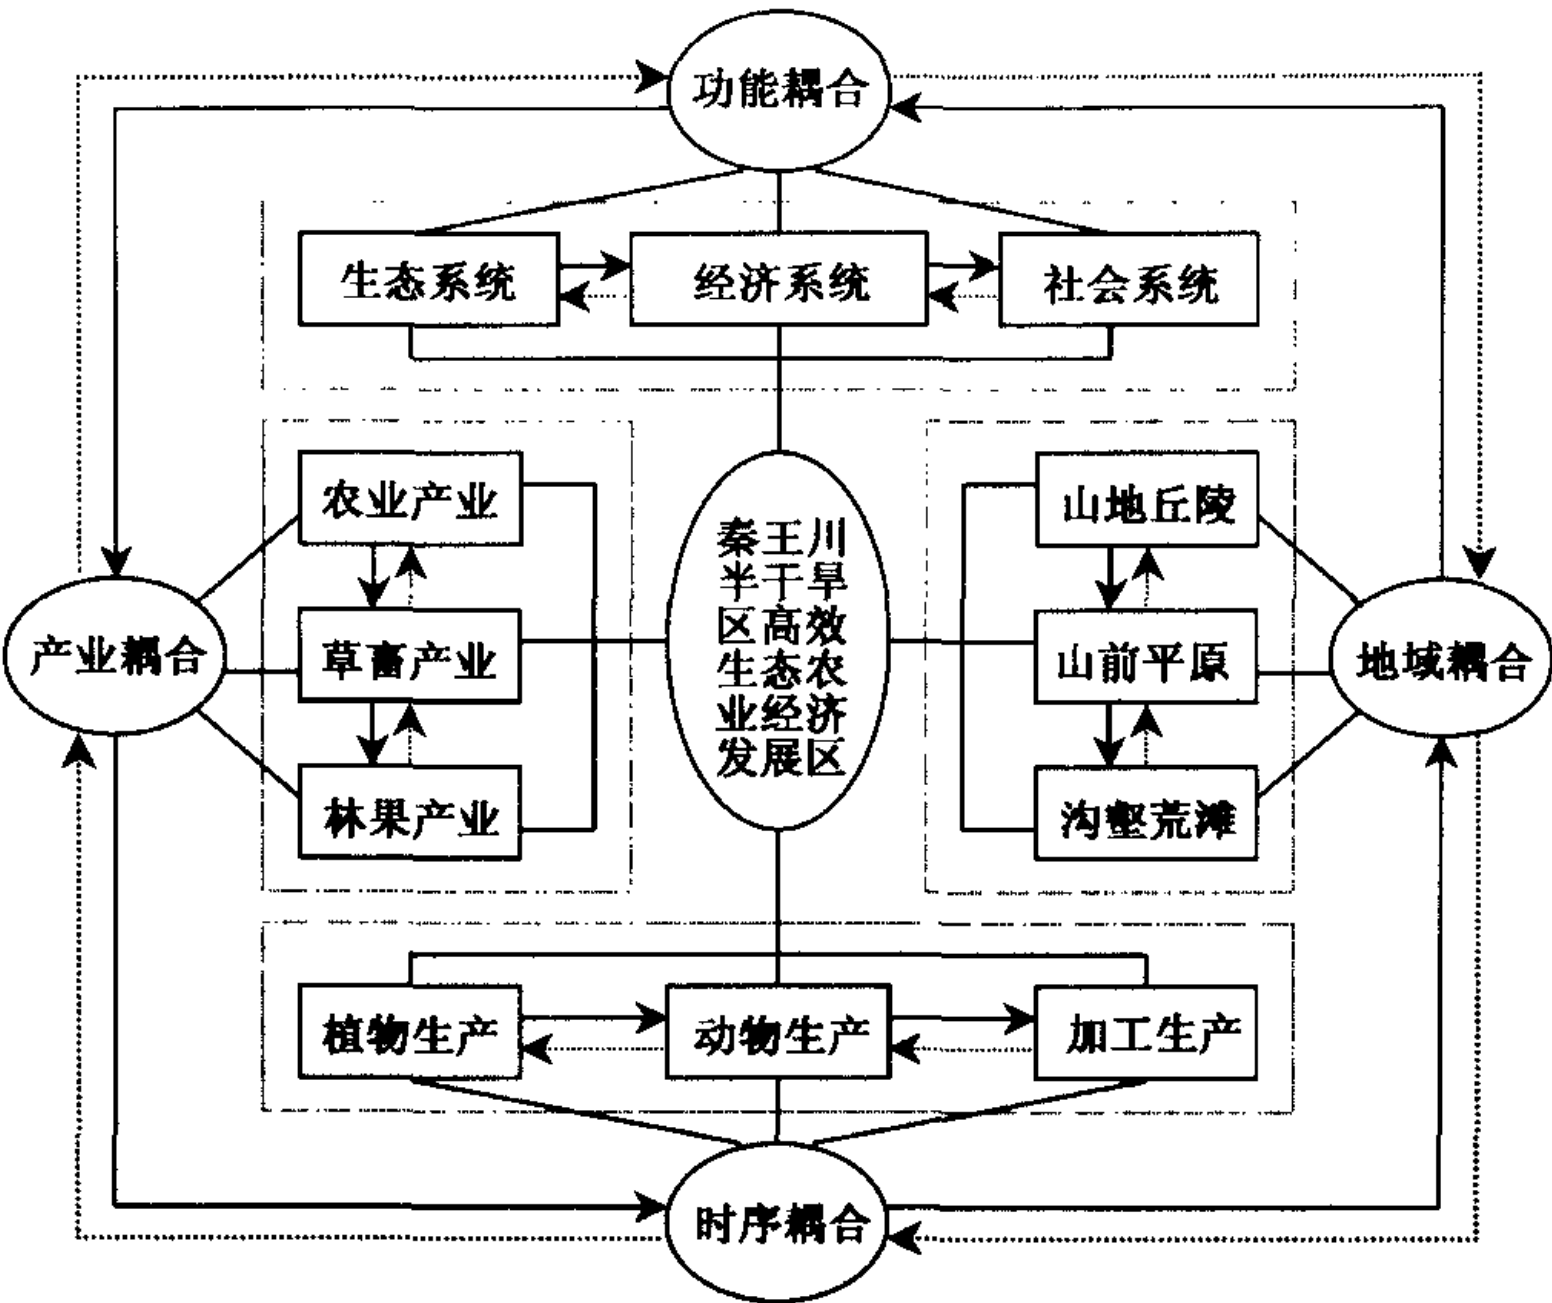 功能耦合
生态系统
经济系统
社会系统
农业产业
草畜产业
林果产业
产业耦合
秦王川
半干旱
区高效
生态农
业经济
发展区
山地丘陵
山前平原
沟壑荒滩
地域耦合
植物生产
动物生产
加工生产
时序耦合